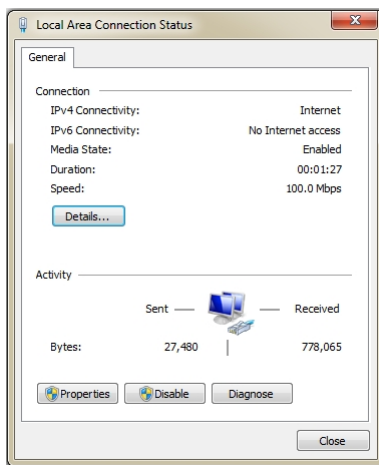 Local Area Connection Status
General
Connection
IPv4 Connectivity: Internet
IPv6 Connectivity: No Internet access
Media State: Enabled
Duration: 00:01:27
Speed: 100.0 Mbps
Details...
Activity
Sent — — Received
Bytes: 27,480 | 778,065
Properties Disable Diagnose
Close